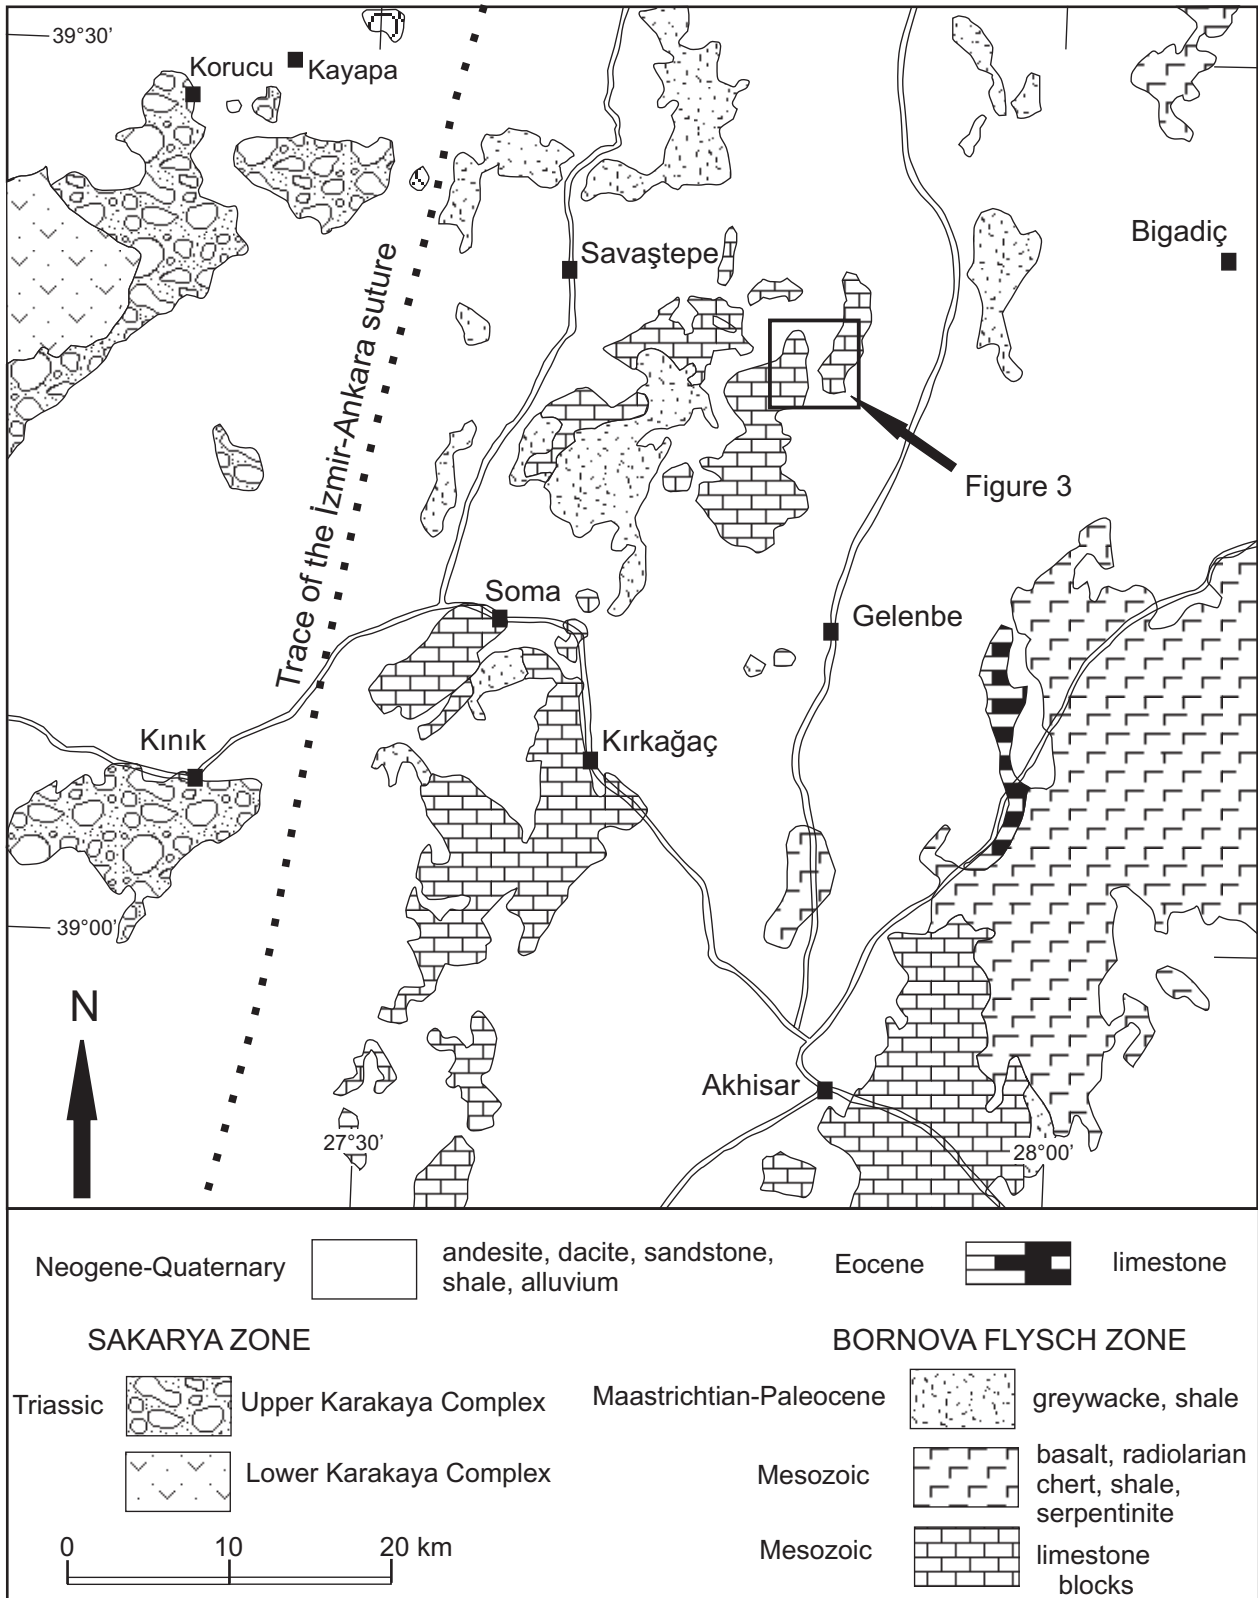 39°30'
Korucu
Kayapa
Savaştepe
Bigadiç
Trace of the İzmir-Ankara suture
Figure 3
Soma
Gelenbe
Kınık
Kırkağaç
39°00'
N
Akhisar
27°30'
28°00'
Neogene-Quaternary
andesite, dacite, sandstone,
shale, alluvium
Eocene
limestone
SAKARYA ZONE
Triassic
Upper Karakaya Complex
Lower Karakaya Complex
0 10 20 km
BORNOVA FLYSCH ZONE
Maastrichtian-Paleocene
greywacke, shale
Mesozoic
basalt, radiolarian
chert, shale,
serpentinite
Mesozoic
limestone
blocks